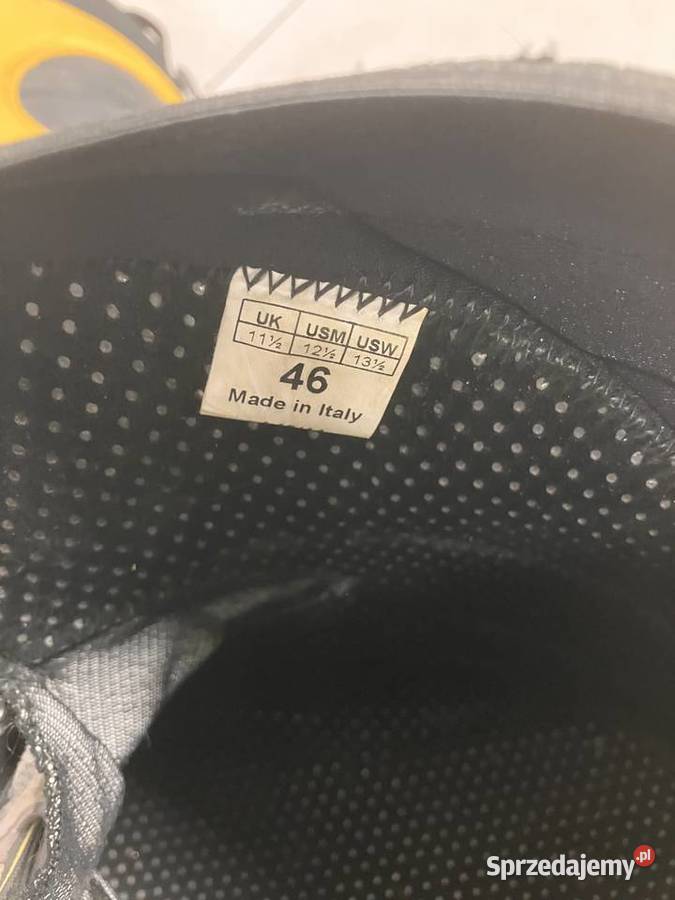 UK USM USW
11½ 12½ 13½
46
Made in Italy
Sprzedajemy.pl